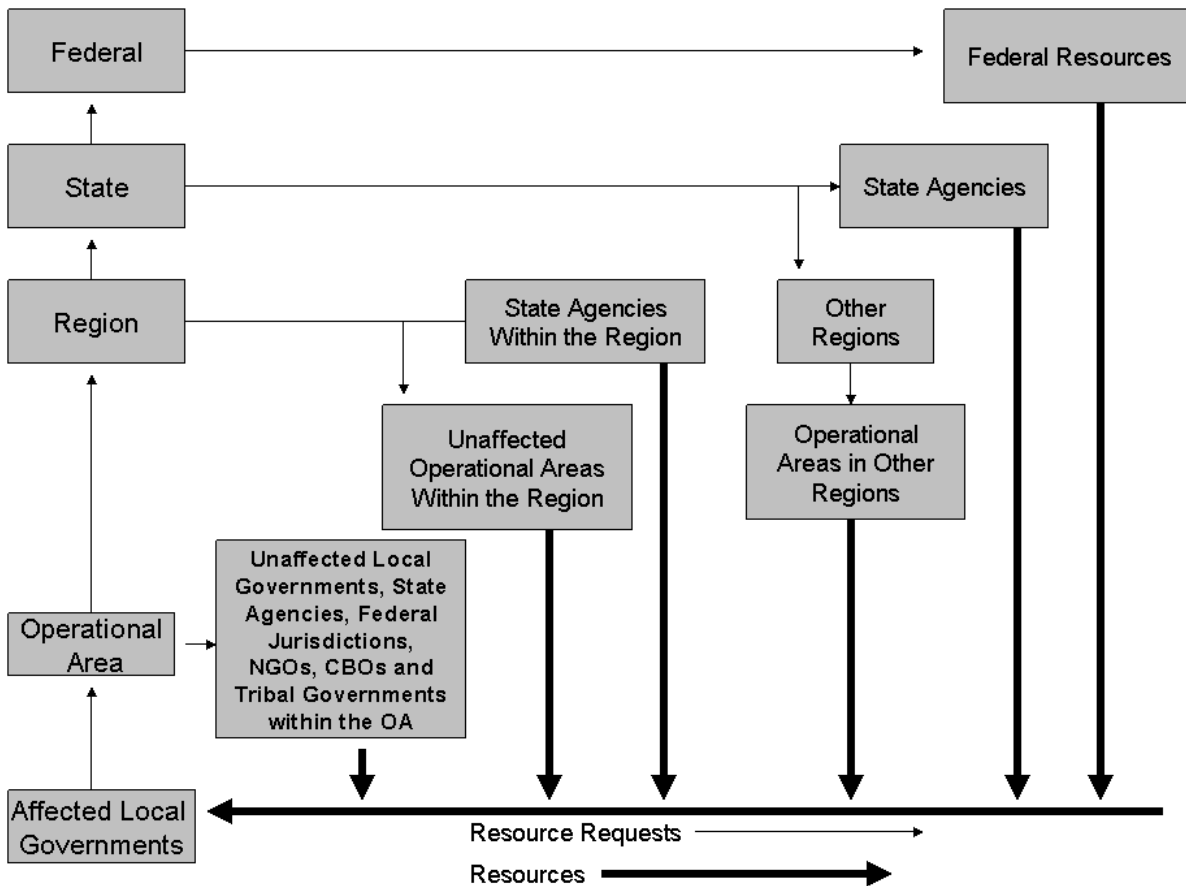 Federal
Federal Resources
State
State Agencies
Region
State Agencies
Within the Region
Other
Regions
Unaffected
Operational Areas
Within the Region
Operational
Areas in Other
Regions
Operational
Area
Unaffected Local
Governments, State
Agencies, Federal
Jurisdictions,
NGOs, CBOs and
Tribal Governments
within the OA
Affected Local
Governments
Resource Requests
Resources